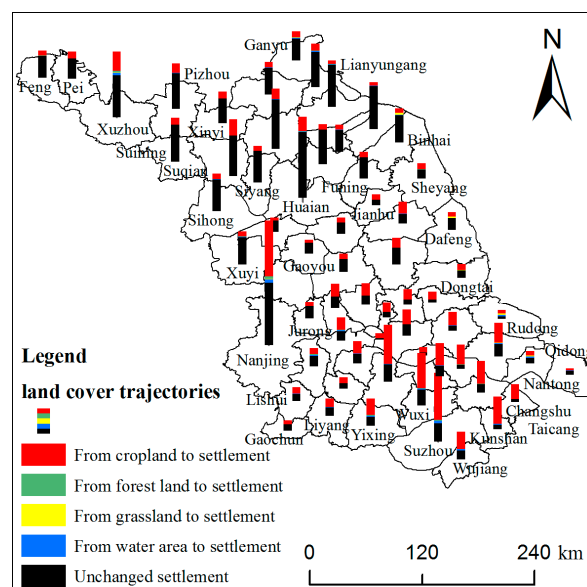 Ganyu
N
Lianyungang
Pizhou
Feng
Pei
Xuzhou
Xinyi
Binhai
Suining
Suqian
Siyang
Funing
Sheyang
Sihong
Huaian
Jianhu
Dafeng
Xuyi
Gaoyou
Dongtai
Jurong
Rudong
Nanjing
Qidong
Legend
land cover trajectories
Nantong
Lishui
Wuxi
Changshu
Liyang
Taicang
Gaochun
Yixing
Kunshan
Suzhou
Wujiang
From cropland to settlement
From forest land to settlement
From grassland to settlement
From water area to settlement
Unchanged settlement
0 120 240 km